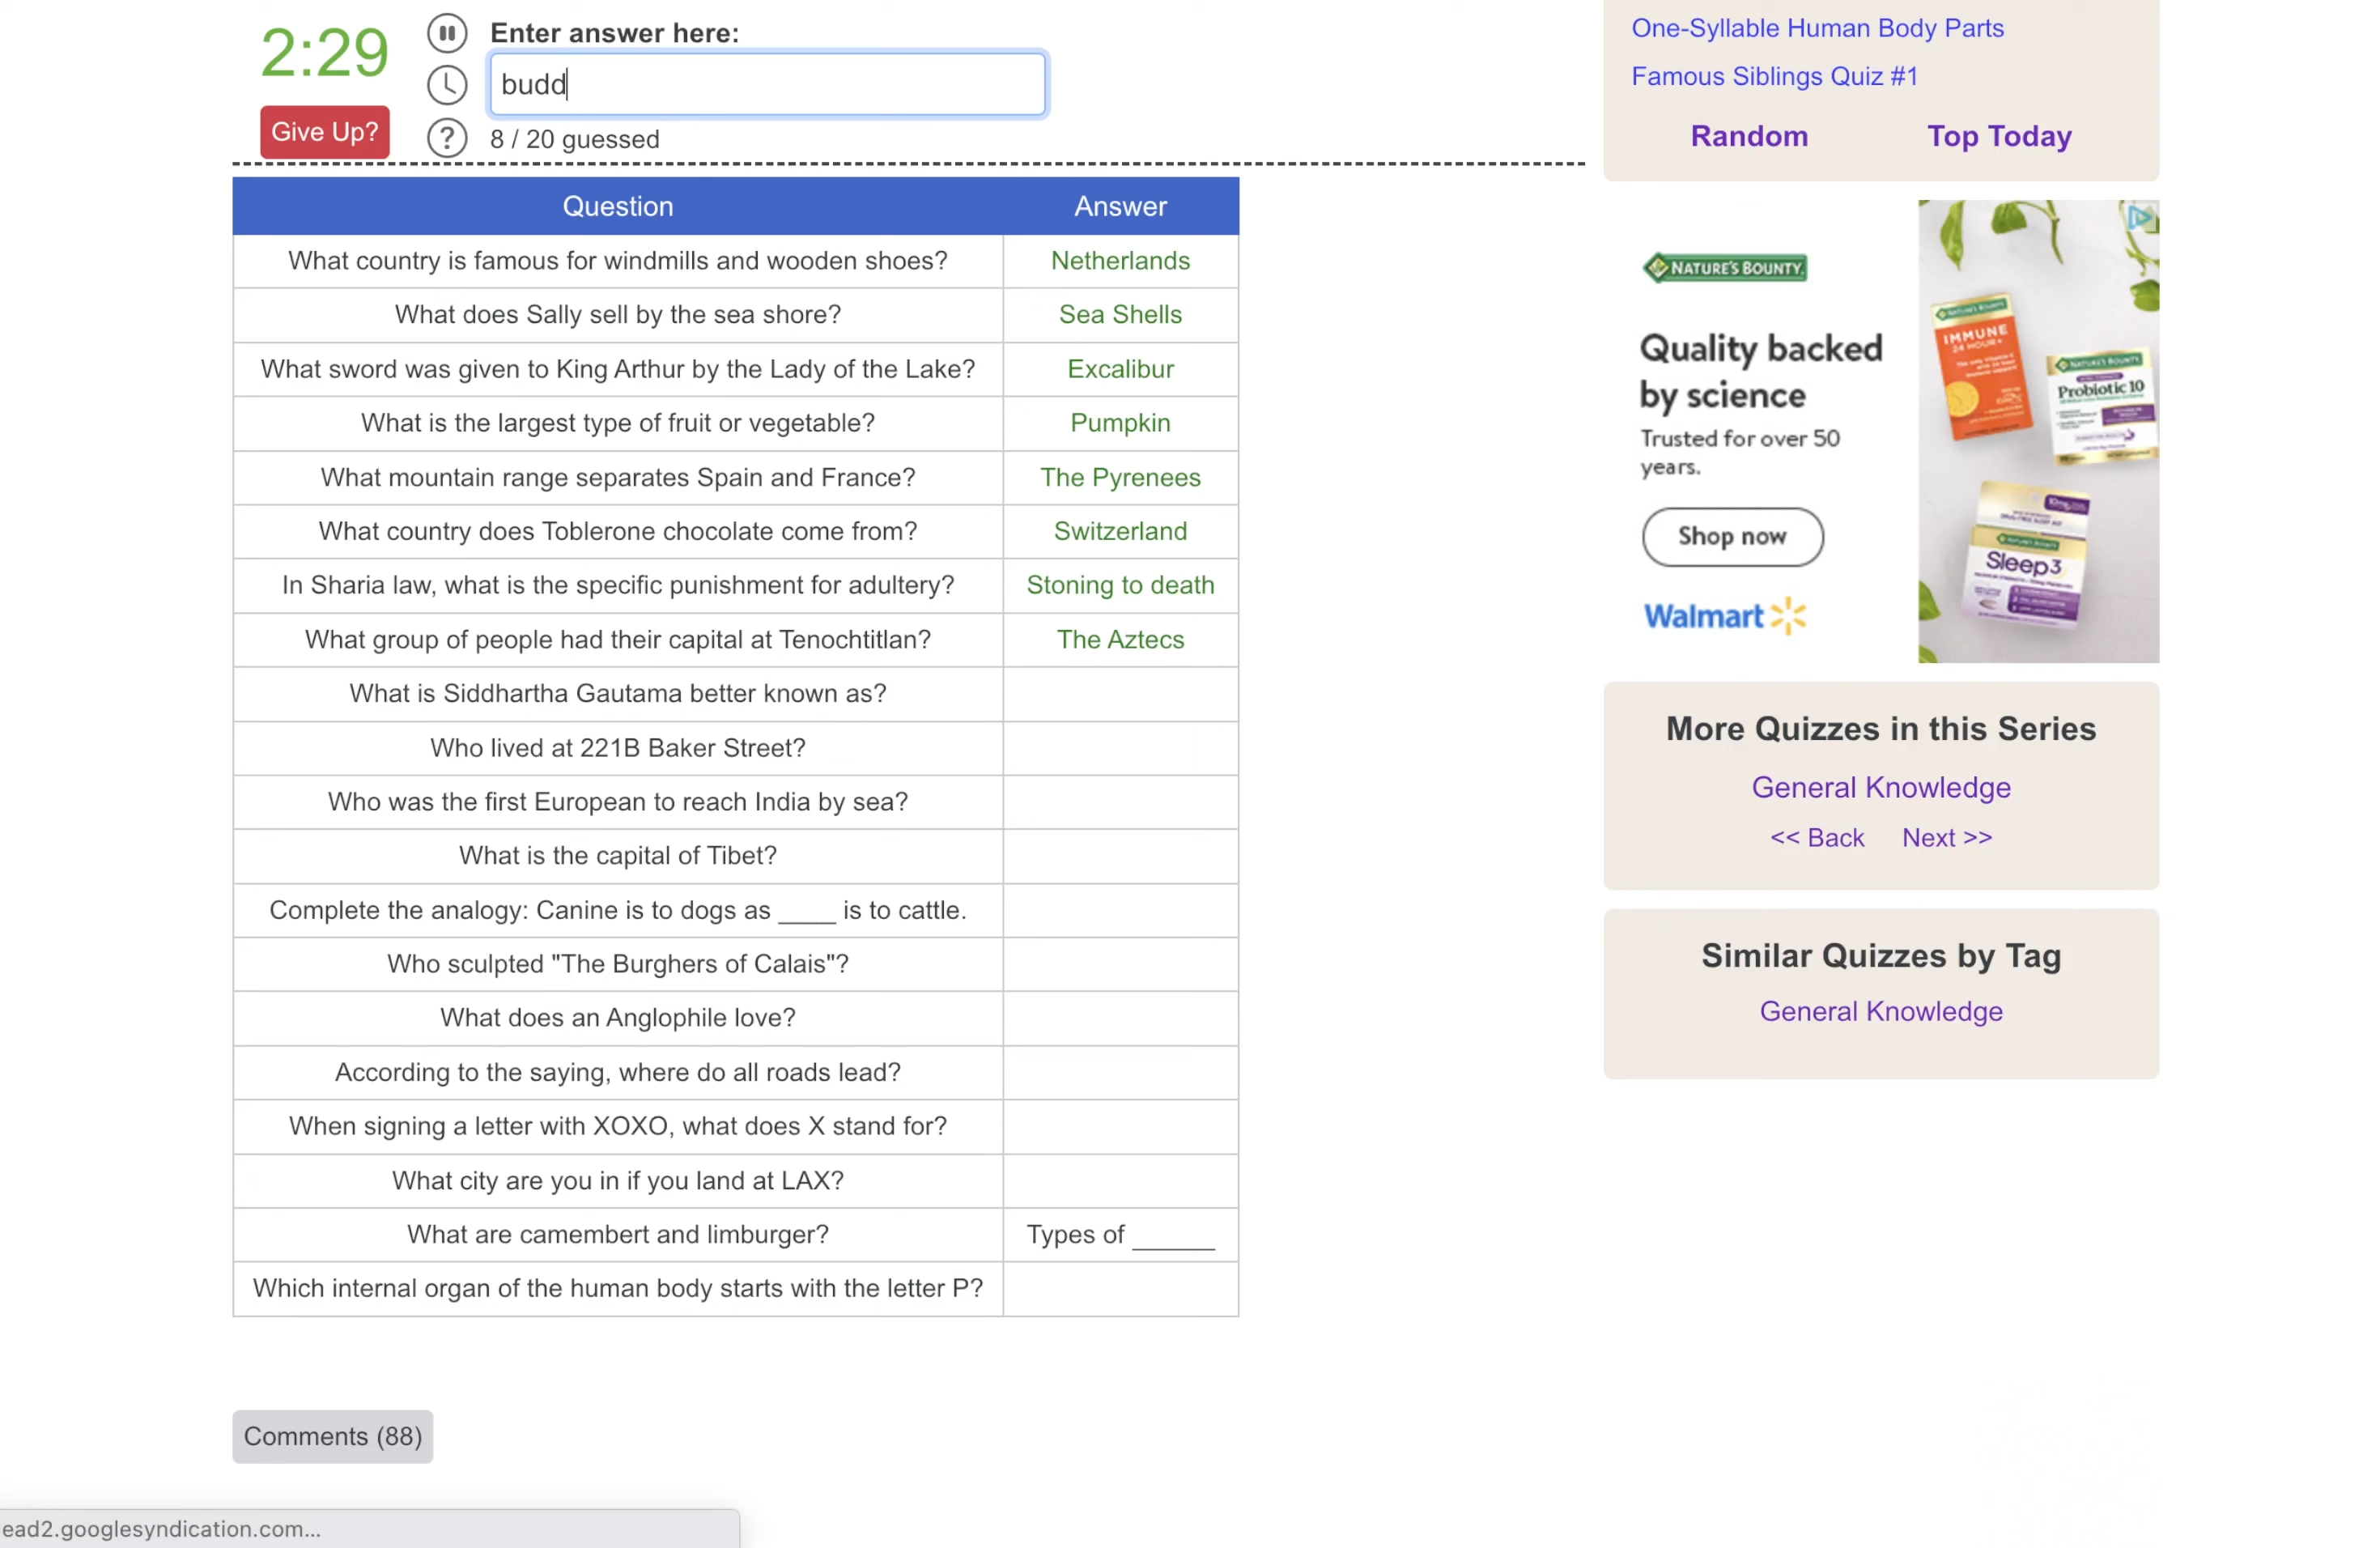 2:29
Enter answer here:
budd
Give Up?
?
8 / 20 guessed
Question Answer
What country is famous for windmills and wooden shoes? Netherlands
What does Sally sell by the sea shore? Sea Shells
What sword was given to King Arthur by the Lady of the Lake? Excalibur
What is the largest type of fruit or vegetable? Pumpkin
What mountain range separates Spain and France? The Pyrenees
What country does Toblerone chocolate come from? Switzerland
In Sharia law, what is the specific punishment for adultery? Stoning to death
What group of people had their capital at Tenochtitlan? The Aztecs
What is Siddhartha Gautama better known as?
Who lived at 221B Baker Street?
Who was the first European to reach India by sea?
What is the capital of Tibet?
Complete the analogy: Canine is to dogs as ____ is to cattle.
Who sculpted "The Burghers of Calais"?
What does an Anglophile love?
According to the saying, where do all roads lead?
When signing a letter with XOXO, what does X stand for?
What city are you in if you land at LAX?
What are camembert and limburger? Types of ______
Which internal organ of the human body starts with the letter P?
Comments (88)
ead2.googlesyndication.com...
One-Syllable Human Body Parts
Famous Siblings Quiz #1
Random Top Today
NATURE'S BOUNTY
Quality backed
by science
Trusted for over 50
years.
Shop now
Walmart
NATURE'S BOUNTY
IMMUNE
24 HOUR+
NATURE'S BOUNTY
Probiotic 10
10mg
NATURE'S BOUNTY
Sleep3
More Quizzes in this Series
General Knowledge
<< Back Next >>
Similar Quizzes by Tag
General Knowledge